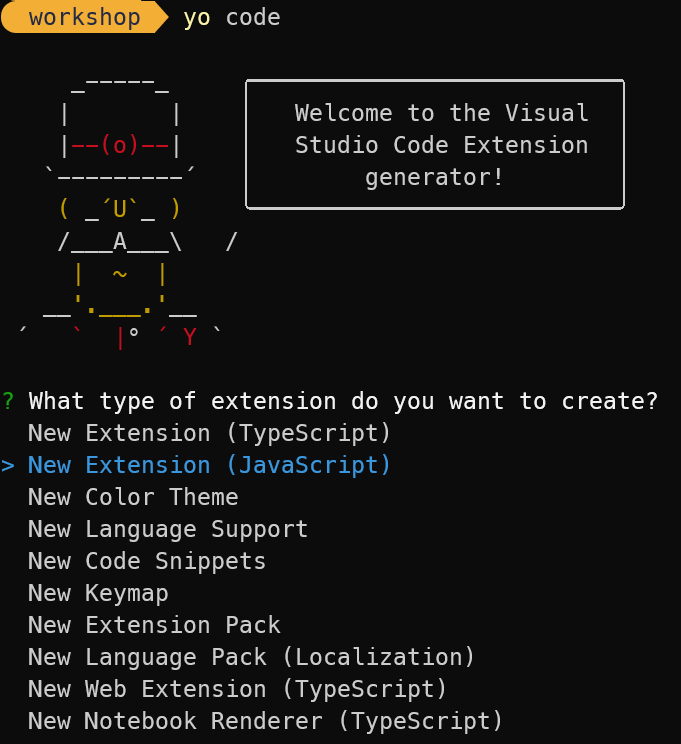 workshop yo code
     _-----_
    |       |
    |--(o)--|
   `---------´
    ( _´U`_ )
    /___A___\   /
     |  ~  |
   __'.___.'__
 ´   `  |° ´ Y `
Welcome to the Visual
Studio Code Extension
generator!
? What type of extension do you want to create?
New Extension (TypeScript)
> New Extension (JavaScript)
New Color Theme
New Language Support
New Code Snippets
New Keymap
New Extension Pack
New Language Pack (Localization)
New Web Extension (TypeScript)
New Notebook Renderer (TypeScript)